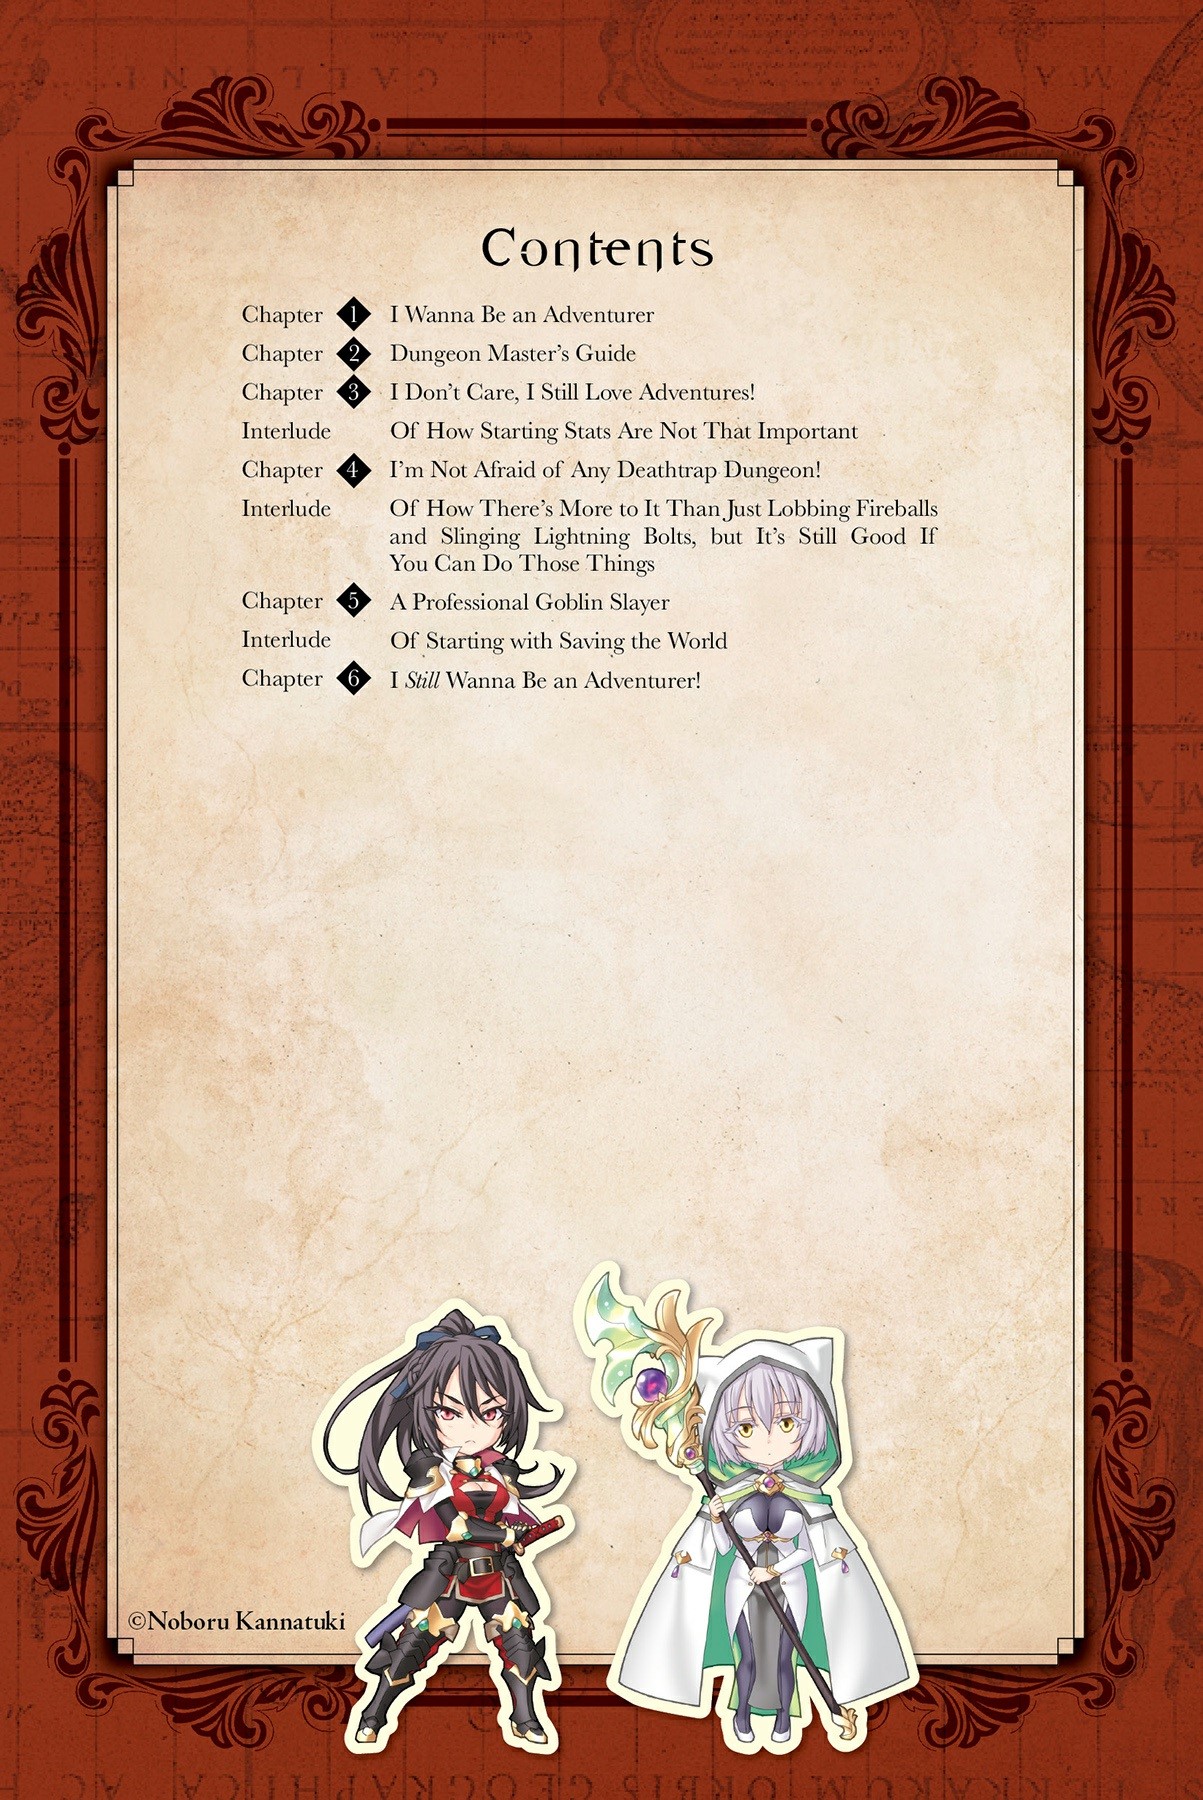 Contents
Chapter 1 I Wanna Be an Adventurer
Chapter 2 Dungeon Master's Guide
Chapter 3 I Don't Care, I Still Love Adventures!
Interlude Of How Starting Stats Are Not That Important
Chapter 4 I'm Not Afraid of Any Deathtrap Dungeon!
Interlude Of How There's More to It Than Just Lobbing Fireballs
and Slinging Lightning Bolts, but It's Still Good If
You Can Do Those Things
Chapter 5 A Professional Goblin Slayer
Interlude Of Starting with Saving the World
Chapter 6 I Still Wanna Be an Adventurer!
©Noboru Kannatuki